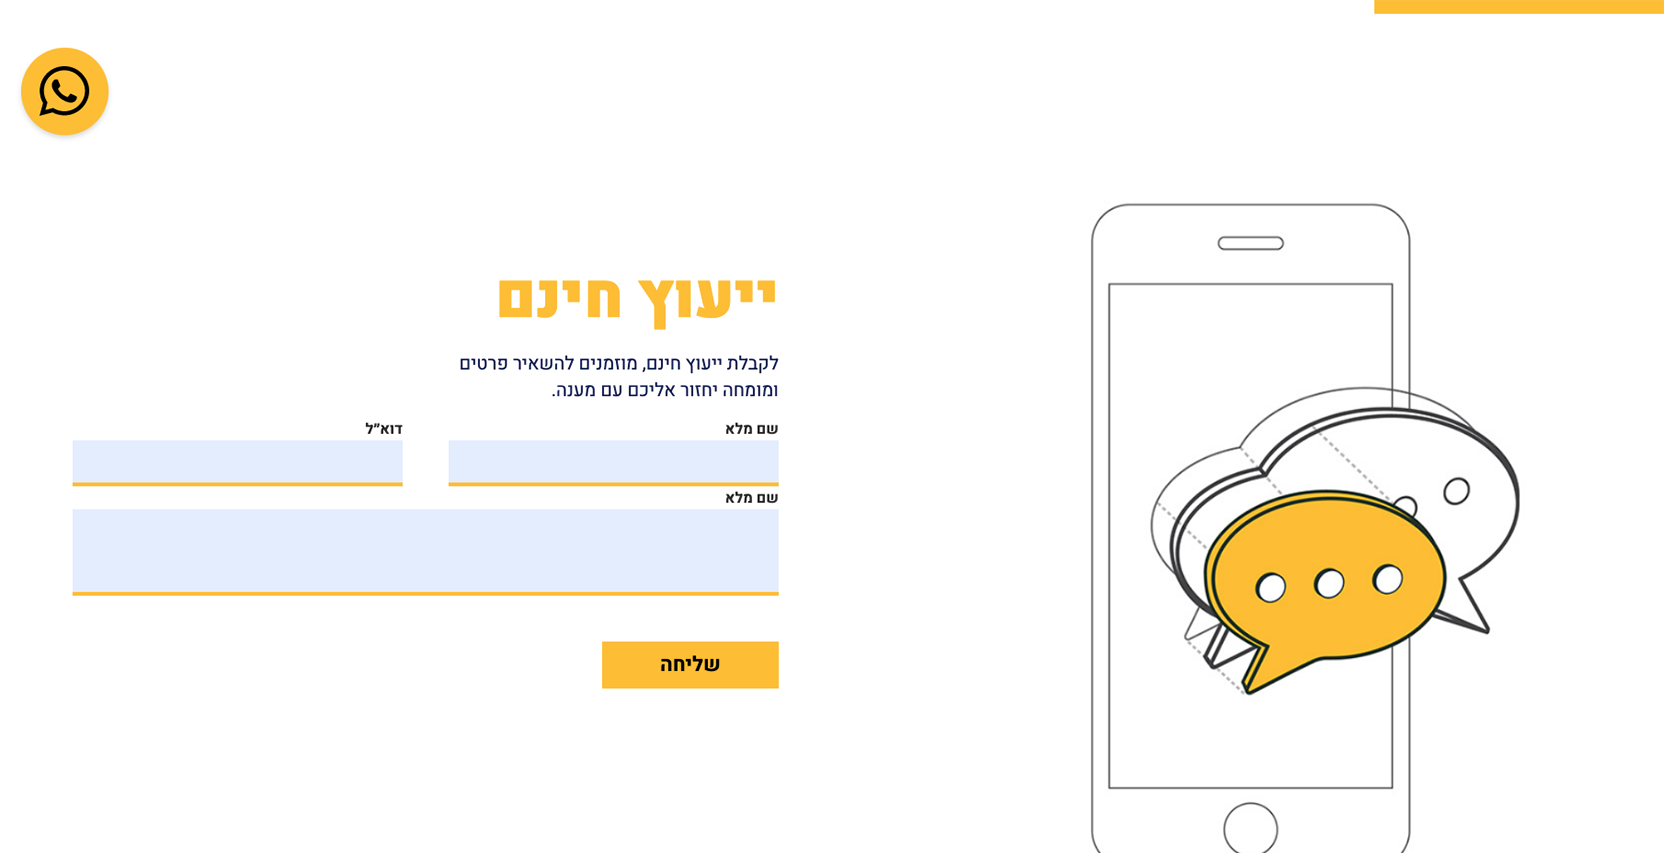 ייעוץ חינם
לקבלת ייעוץ חינם, מוזמנים להשאיר פרטים
ומומחה יחזור אליכם עם מענה.
שם מלא
דוא״ל
שם מלא
שליחה